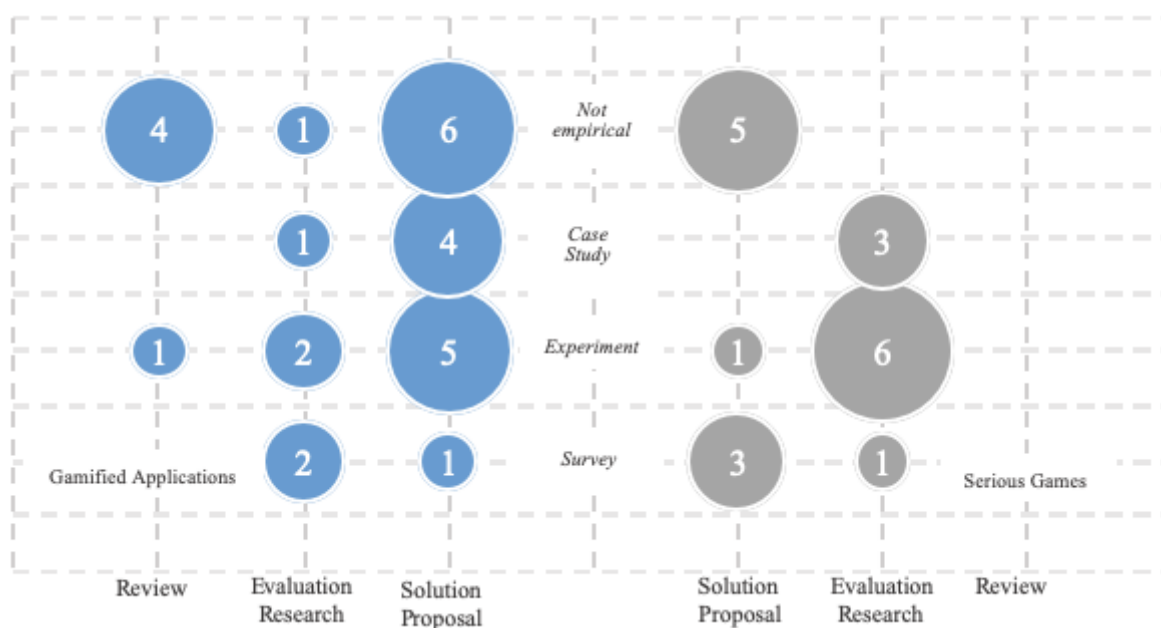 4
1
6
Not
empirical
5
1
4
Case
Study
3
1
2
5
Experiment
1
6
2
1
Survey
3
1
Gamified Applications
Serious Games
Review
Evaluation
Research
Solution
Proposal
Solution
Proposal
Evaluation
Research
Review